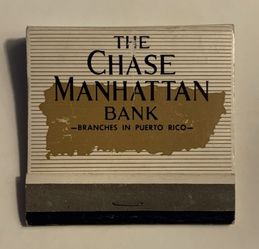 THE
CHASE
MANHATTAN
BANK
—BRANCHES IN PUERTO RICO—